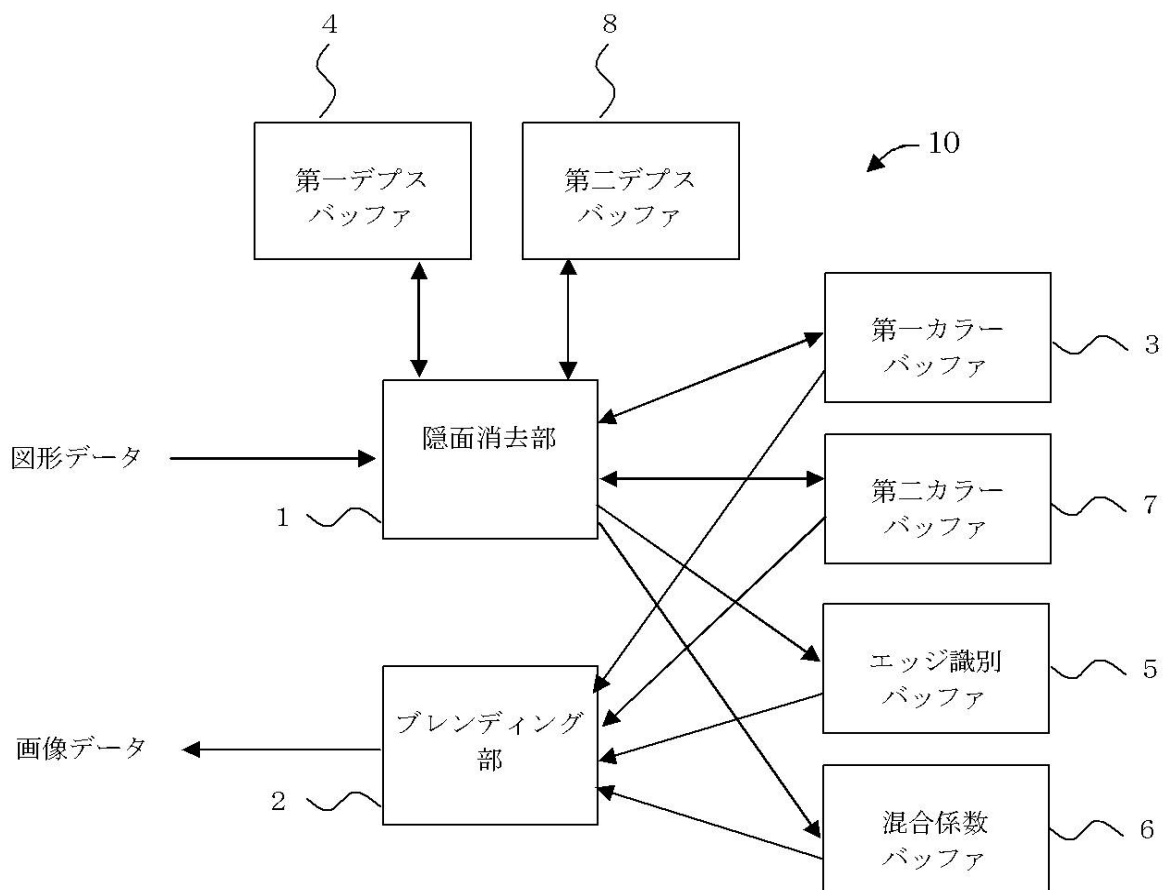 4
8
10
第一デプス
バッファ
第二デプス
バッファ
第一カラー
バッファ
3
隠面消去部
図形データ
1
第二カラー
バッファ
7
エッジ識別
バッファ
5
ブレンディング
部
画像データ
2
混合係数
バッファ
6